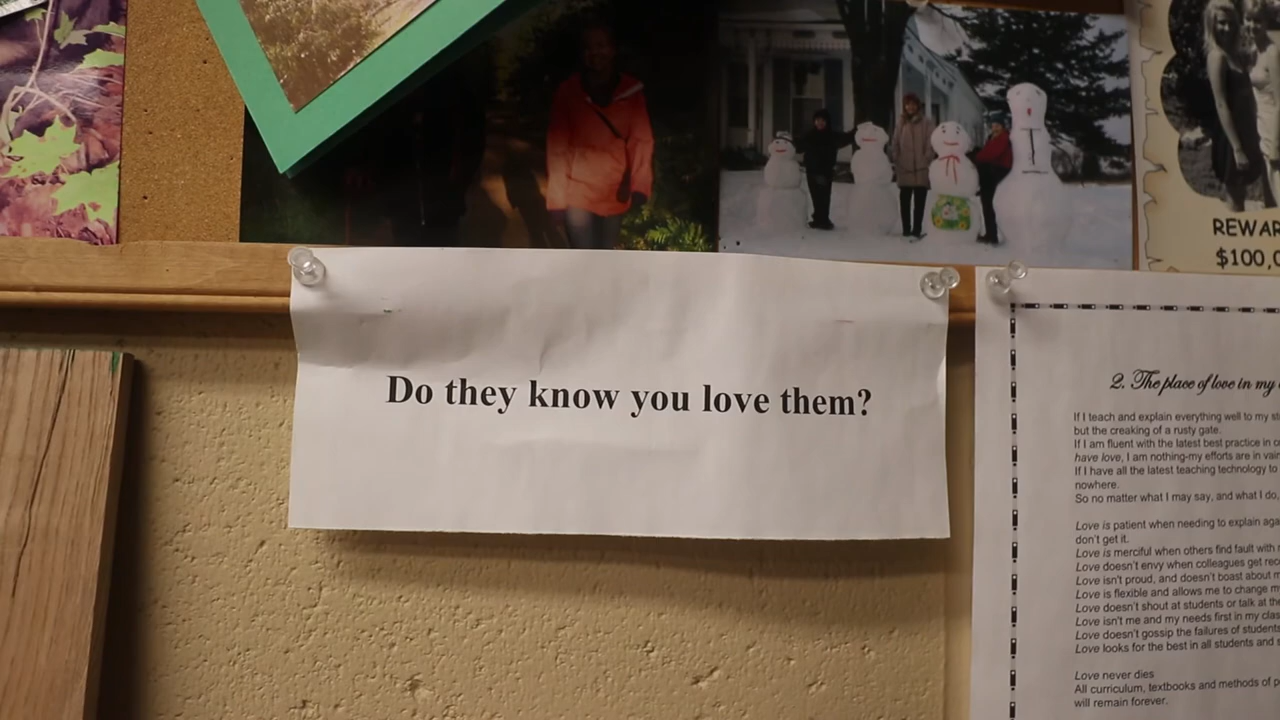 REWAR
$100,0
Do they know you love them?
2. The place of love in my
If I teach and explain everything well to my
but the creaking of a rusty gate.
If I am fluent with the latest best practice in
have love, I am nothing-my efforts are in vain
If I have all the latest teaching technology to
nowhere.
So no matter what I may say, and what I do,
Love is patient when needing to explain
don't get it.
Love is merciful when others find fault with
Love doesn't envy when colleagues get
Love isn't proud, and doesn't boast about
Love is flexible and allows me to change
Love doesn't shout at students or talk at
Love isn't me and my needs first in my
Love doesn't gossip the failures of students
Love looks for the best in all students and
Love never dies
All curriculum, textbooks and methods of
will remain forever.